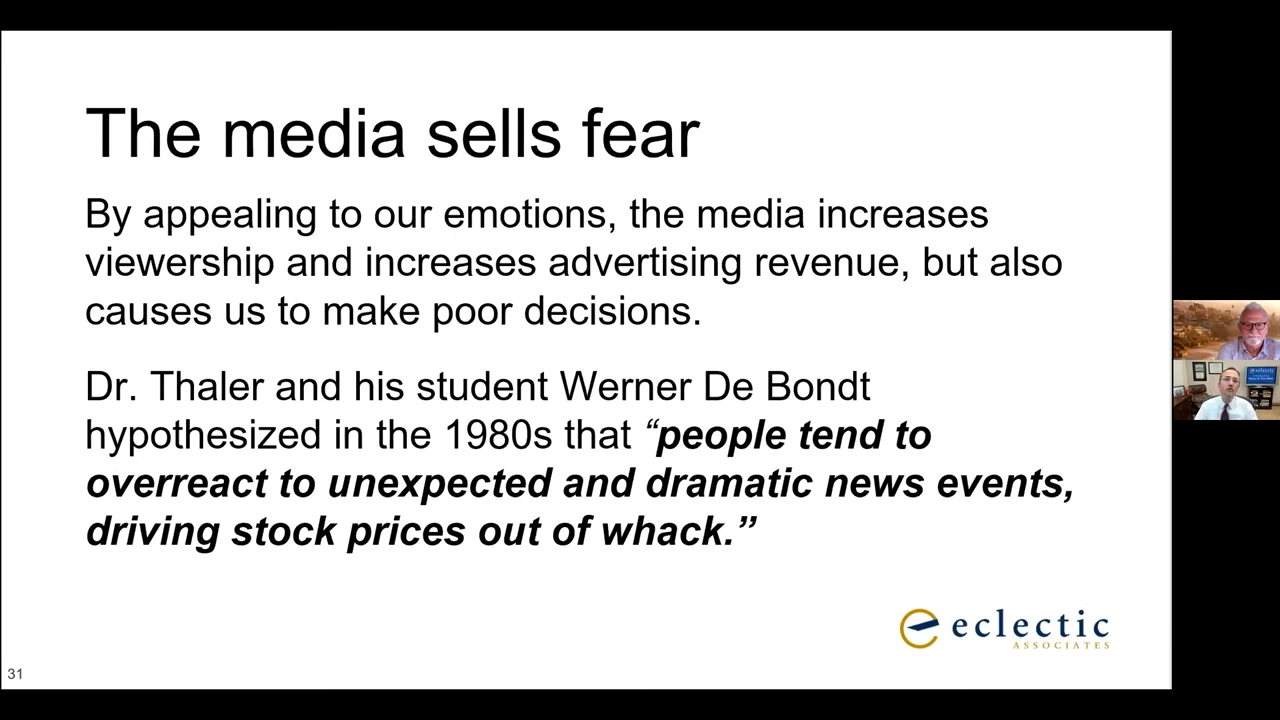 The media sells fear
By appealing to our emotions, the media increases
viewership and increases advertising revenue, but also
causes us to make poor decisions.
Dr. Thaler and his student Werner De Bondt
hypothesized in the 1980s that “people tend to
overreact to unexpected and dramatic news events,
driving stock prices out of whack.”
eclectic
ASSOCIATES
31